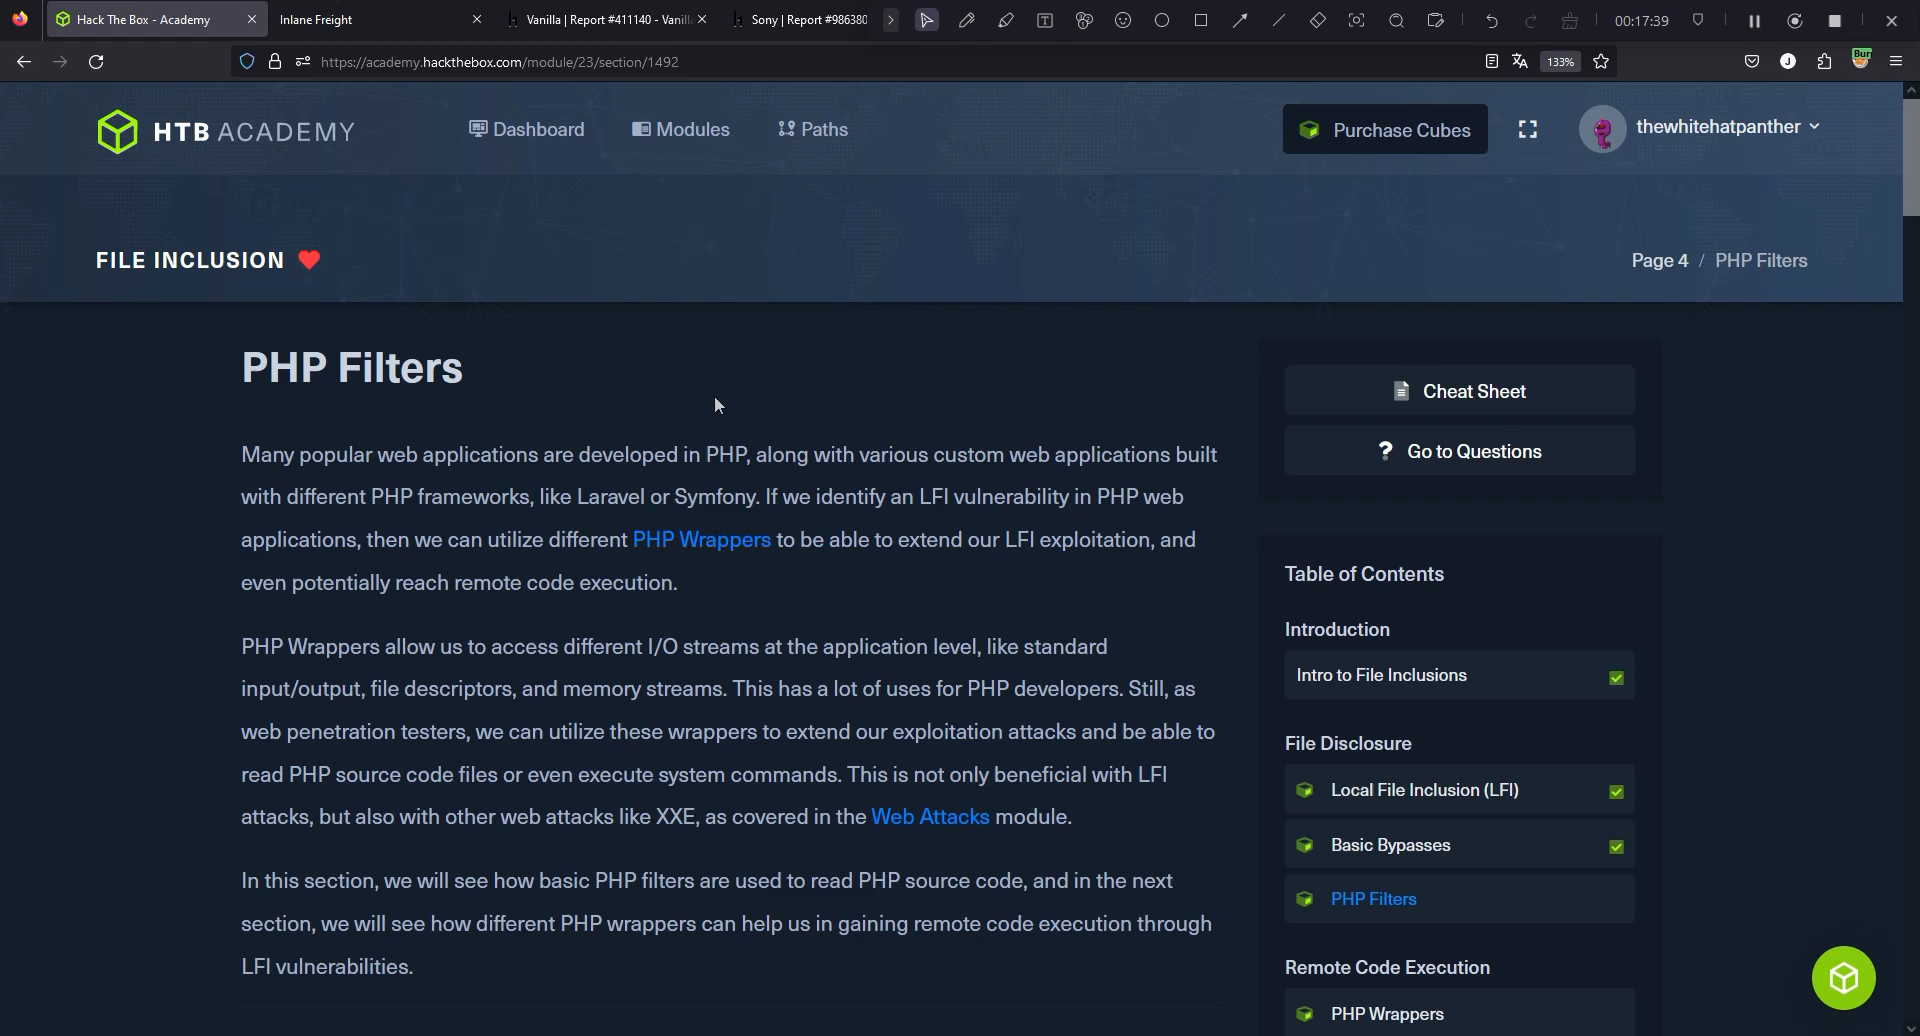 Hack The Box - Academy
Inlane Freight
Vanilla | Report #411140 - Vanill
Sony | Report #986380
00:17:39
https://academy.hackthebox.com/module/23/section/1492
133%
J
Bur
HTB ACADEMY
Dashboard
Modules
Paths
Purchase Cubes
thewhitehatpanther
FILE INCLUSION
Page 4 / PHP Filters
PHP Filters
Many popular web applications are developed in PHP, along with various custom web applications built
with different PHP frameworks, like Laravel or Symfony. If we identify an LFI vulnerability in PHP web
applications, then we can utilize different PHP Wrappers to be able to extend our LFI exploitation, and
even potentially reach remote code execution.
PHP Wrappers allow us to access different I/O streams at the application level, like standard
input/output, file descriptors, and memory streams. This has a lot of uses for PHP developers. Still, as
web penetration testers, we can utilize these wrappers to extend our exploitation attacks and be able to
read PHP source code files or even execute system commands. This is not only beneficial with LFI
attacks, but also with other web attacks like XXE, as covered in the Web Attacks module.
In this section, we will see how basic PHP filters are used to read PHP source code, and in the next
section, we will see how different PHP wrappers can help us in gaining remote code execution through
LFI vulnerabilities.
Cheat Sheet
? Go to Questions
Table of Contents
Introduction
Intro to File Inclusions
File Disclosure
Local File Inclusion (LFI)
Basic Bypasses
PHP Filters
Remote Code Execution
PHP Wrappers